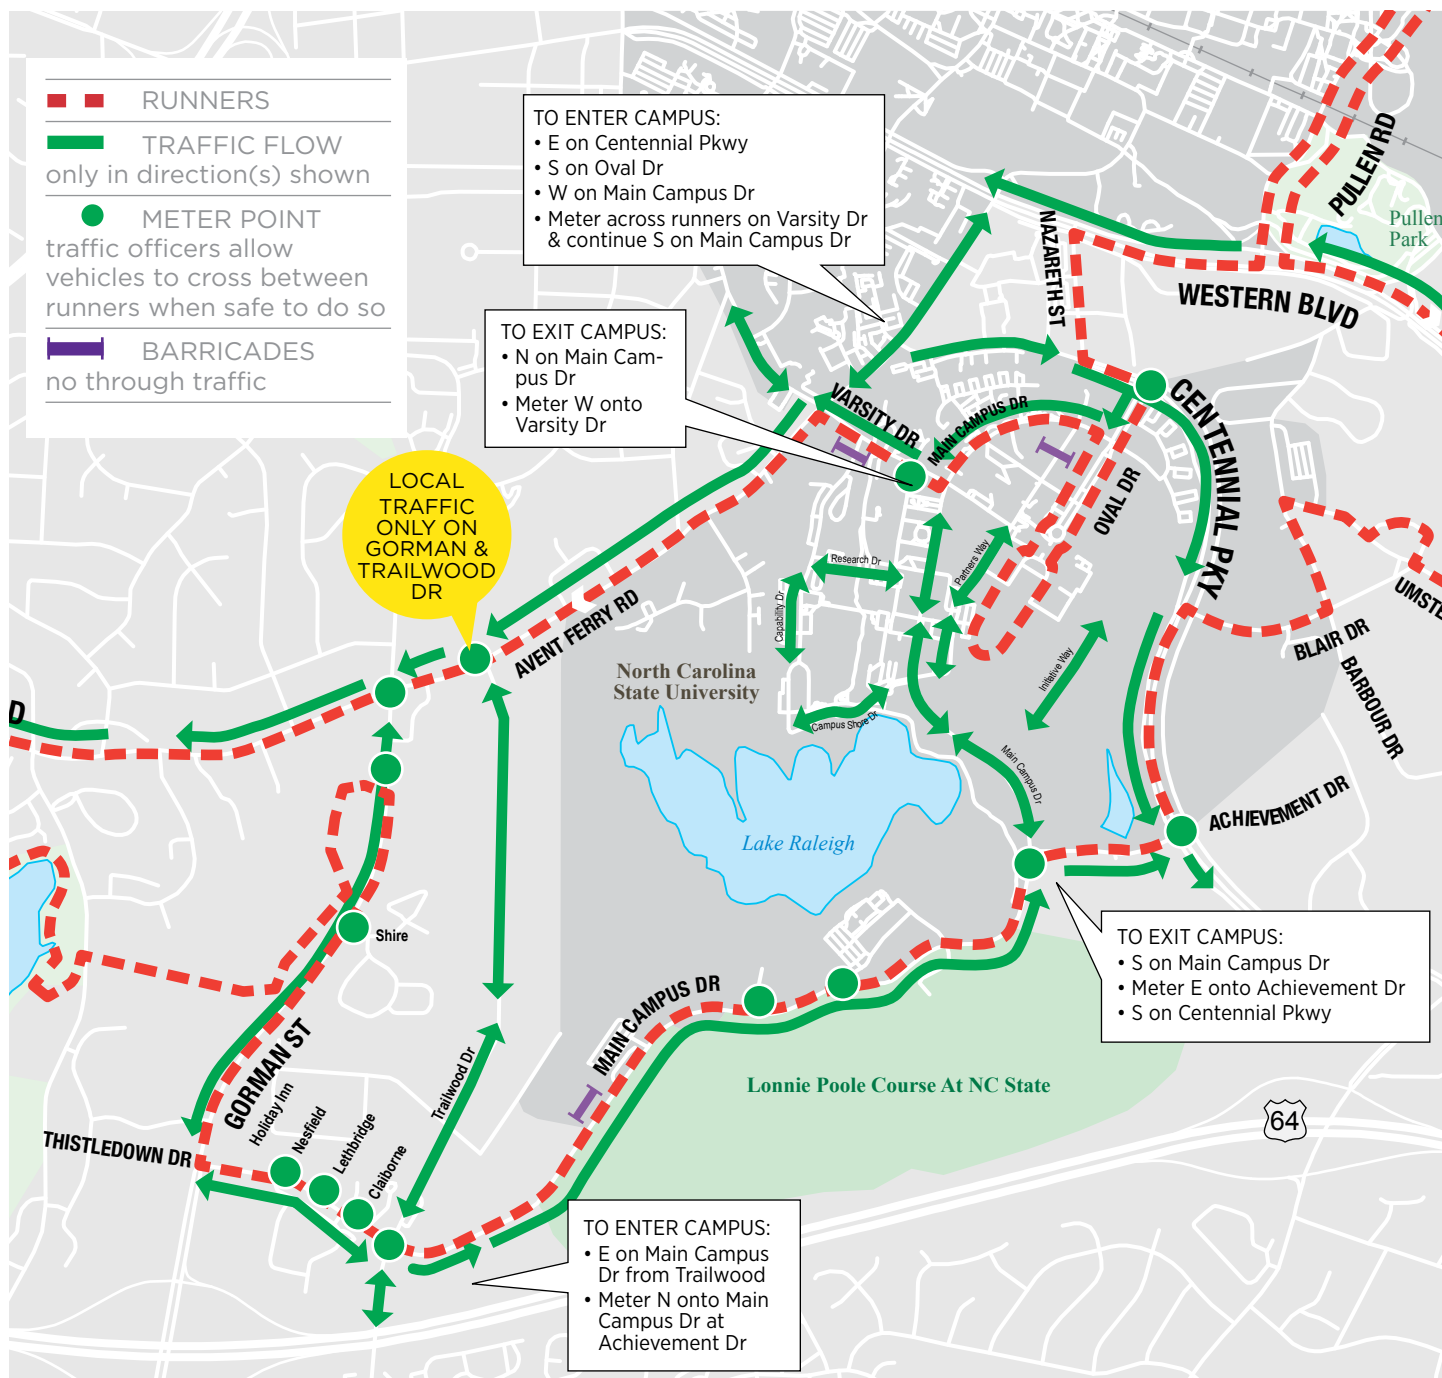 RUNNERS
TRAFFIC FLOW
only in direction(s) shown
METER POINT
traffic officers allow
vehicles to cross between
runners when safe to do so
BARRICADES
no through traffic
TO ENTER CAMPUS:
• E on Centennial Pkwy
• S on Oval Dr
• W on Main Campus Dr
• Meter across runners on Varsity Dr
& continue S on Main Campus Dr
PULLEN RD
Pullen
Park
NAZARETH ST
WESTERN BLVD
TO EXIT CAMPUS:
• N on Main Cam-
pus Dr
• Meter W onto
Varsity Dr
VARSITY DR
MAIN CAMPUS DR
CENTENNIAL PKY
OVAL DR
LOCAL
TRAFFIC
ONLY ON
GORMAN &
TRAILWOOD
DR
AVENT FERRY RD
Research Dr
Capability Dr
Partners Way
Initiative Way
UMSTE
BLAIR DR
BARBOUR DR
North Carolina
State University
Campus Shore Dr
Main Campus Dr
D
Lake Raleigh
ACHIEVEMENT DR
Shire
TO EXIT CAMPUS:
• S on Main Campus Dr
• Meter E onto Achievement Dr
• S on Centennial Pkwy
MAIN CAMPUS DR
GORMAN ST
Trailwood Dr
Lonnie Poole Course At NC State
64
THISTLEDOWN DR
Holiday Inn
Nesfield
Lethbridge
Claiborne
TO ENTER CAMPUS:
• E on Main Campus
Dr from Trailwood
• Meter N onto Main
Campus Dr at
Achievement Dr